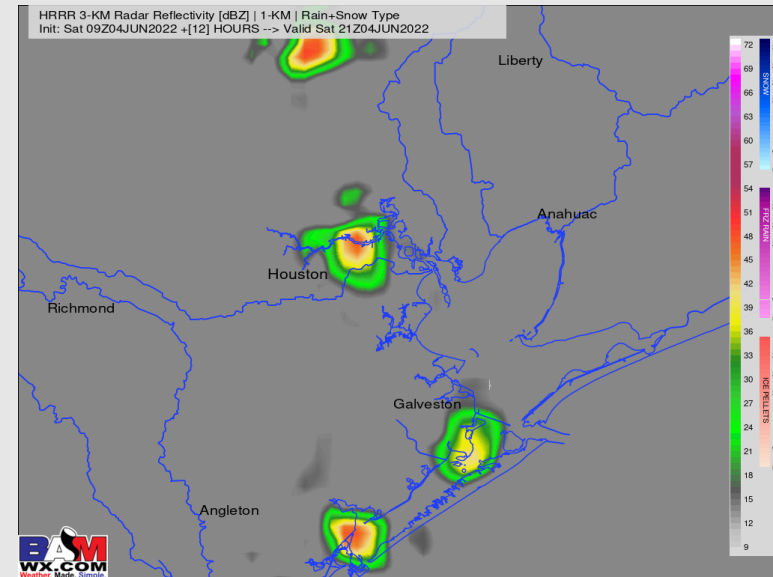 HRRR 3-KM Radar Reflectivity [dBZ] | 1-KM | Rain+Snow Type
Init: Sat 09Z04JUN2022 +[12] HOURS --> Valid Sat 21Z04JUN2022
Liberty
Anahuac
Houston
Richmond
Galveston
Angleton
72
69
66
63
60
57
54
51
48
45
42
39
36
33
30
27
24
21
18
15
12
9
SNOW
FRZ RAIN
ICE PELLETS
BAM
WX.COM
Weather. Made. Simple.